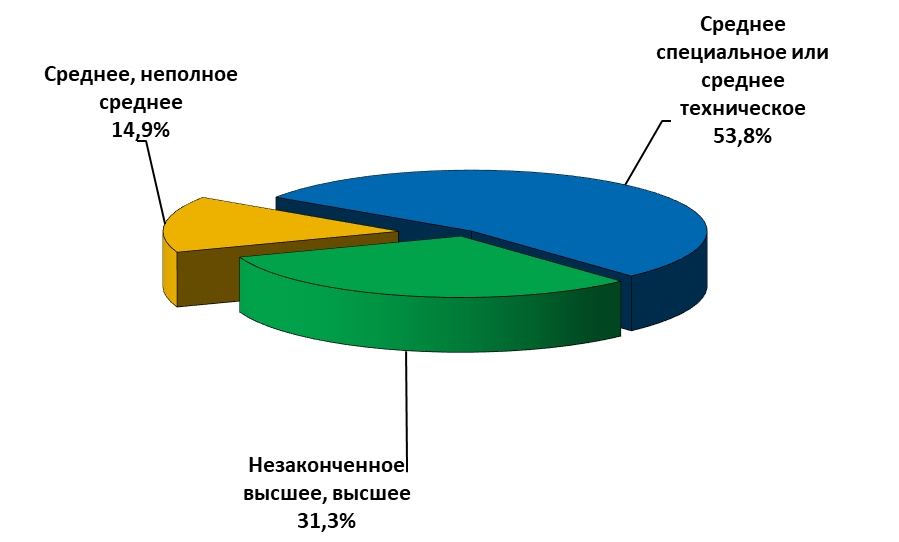 Среднее
специальное или
среднее
техническое
53,8%
Среднее, неполное
среднее
14,9%
Незаконченное
высшее, высшее
31,3%